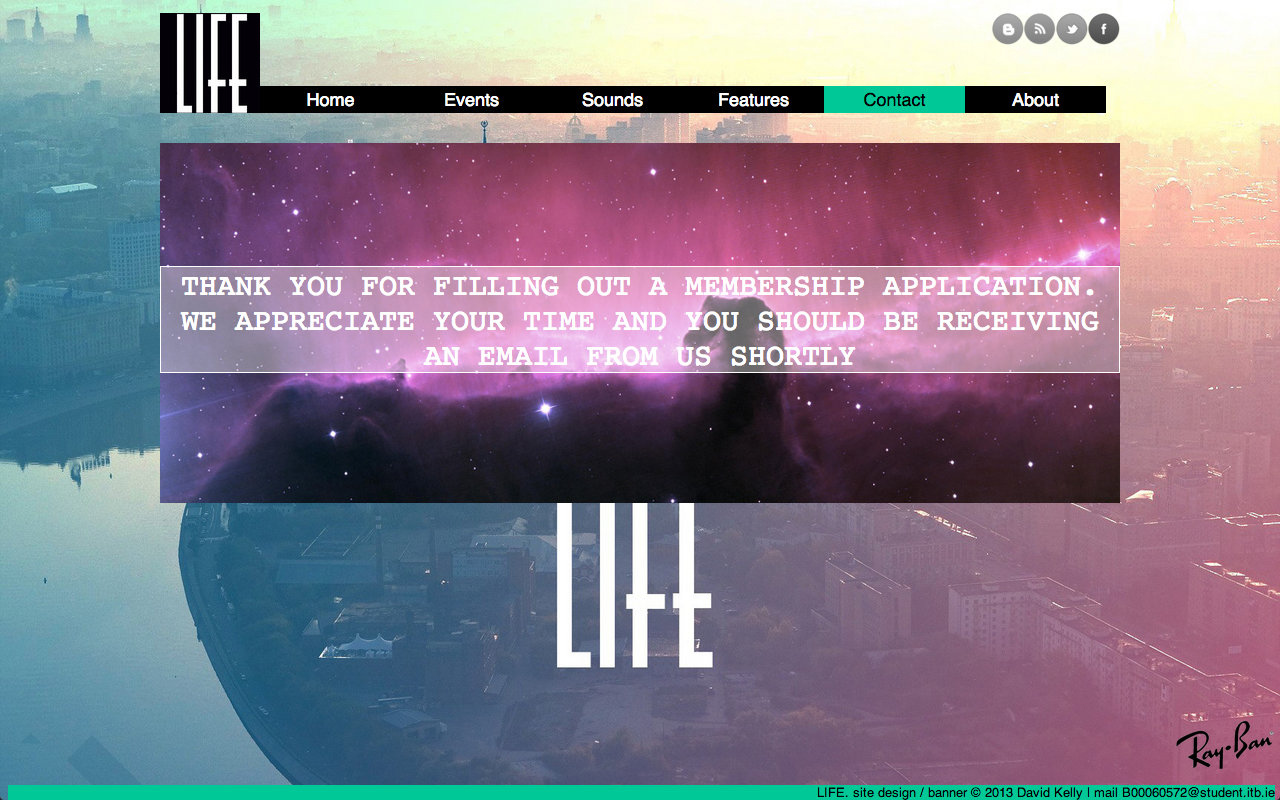 LIFE
Home Events Sounds Features Contact About
THANK YOU FOR FILLING OUT A MEMBERSHIP APPLICATION.
WE APPRECIATE YOUR TIME AND YOU SHOULD BE RECEIVING
AN EMAIL FROM US SHORTLY
LIFE
Ray-Ban
LIFE. site design / banner © 2013 David Kelly | mail B00060572@student.itb.ie